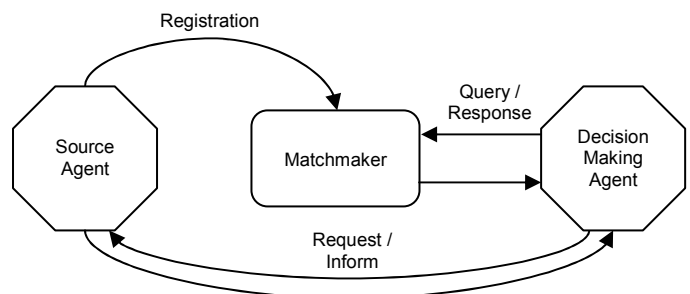 Registration
Query /
Response
Source
Agent
Matchmaker
Decision
Making
Agent
Request /
Inform